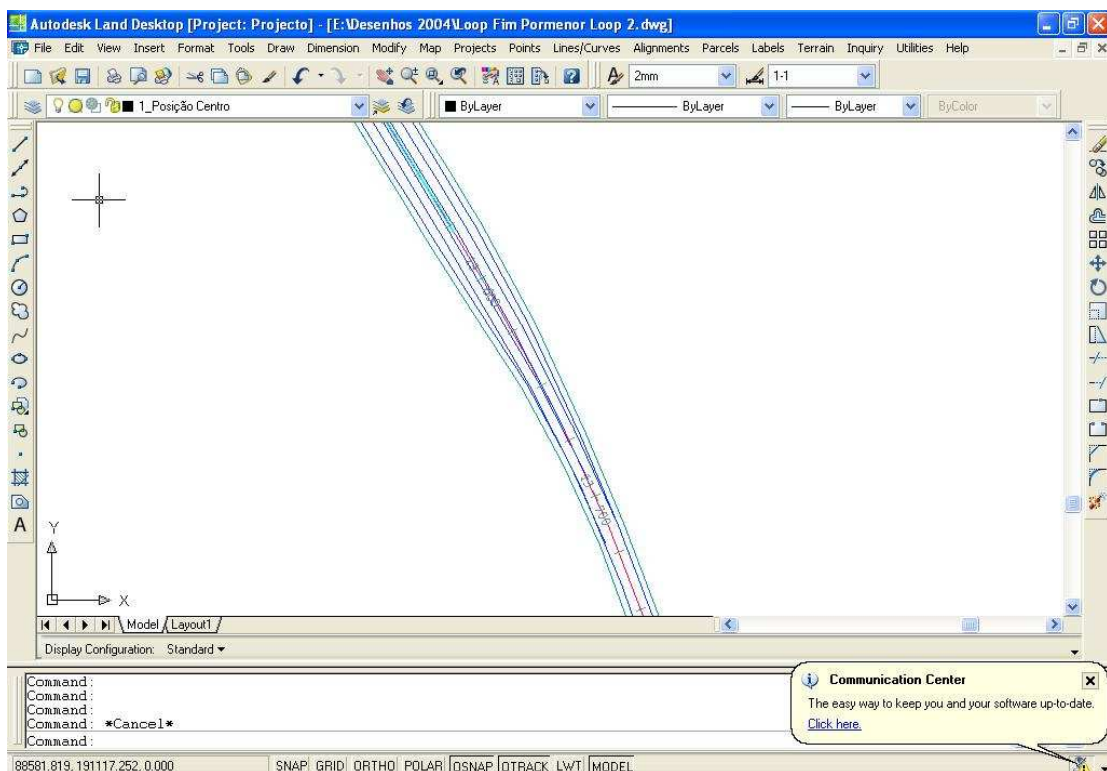 Autodesk Land Desktop [Project: Projecto] - [E:\Desenhos 2004\Loop Fim Pormenor Loop 2.dwg]
File Edit View Insert Format Tools Draw Dimension Modify Map Projects Points Lines/Curves Alignments Parcels Labels Terrain Inquiry Utilities Help
2mm 1-1
1_Posição Centro ByLayer ByLayer ByLayer ByColor
A
Y
X
Model Layout1
Display Configuration: Standard
Command:
Command:
Command:
Command: *Cancel*
Command:
Communication Center
The easy way to keep you and your software up-to-date.
Click here.
88581.819, 191117.252, 0.000 SNAP GRID ORTHO POLAR OSNAP OTRACK LWT MODEL